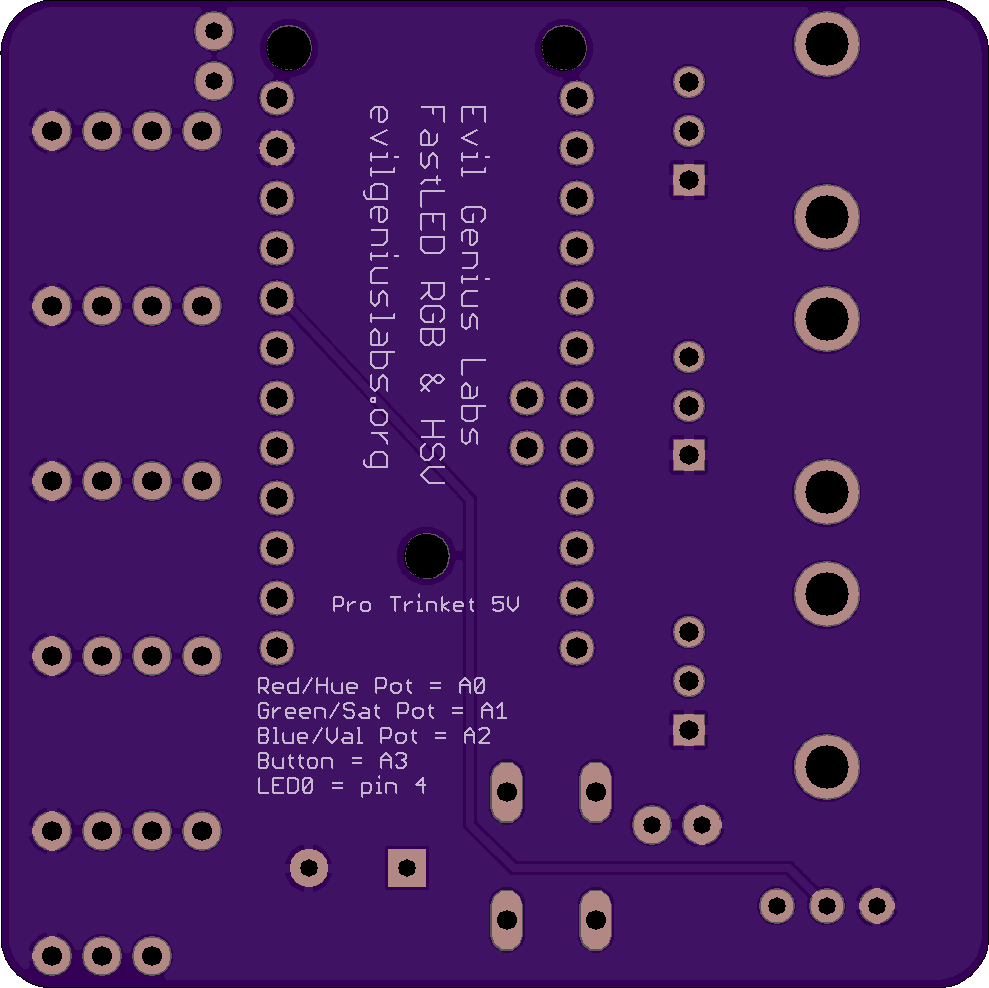 Evil Genius Labs
FastLED RGB & HSV
evilgeniuslabs.org
Pro Trinket 5V
Red/Hue Pot = A0
Green/Sat Pot = A1
Blue/Val Pot = A2
Button = A3
LED0 = pin 4